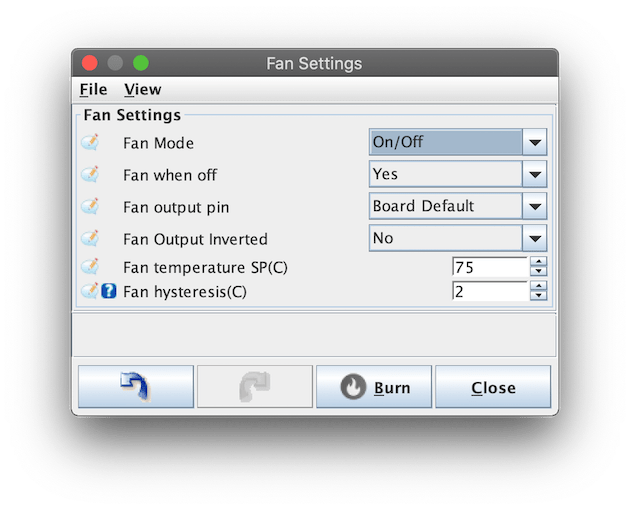 Fan Settings
File View
Fan Settings
Fan Mode On/Off
Fan when off Yes
Fan output pin Board Default
Fan Output Inverted No
Fan temperature SP(C) 75
? Fan hysteresis(C) 2
Burn Close